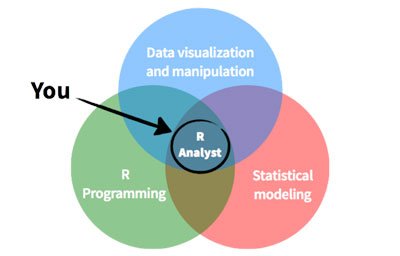 Data visualization
and manipulation
You
R
Analyst
R
Programming
Statistical
modeling